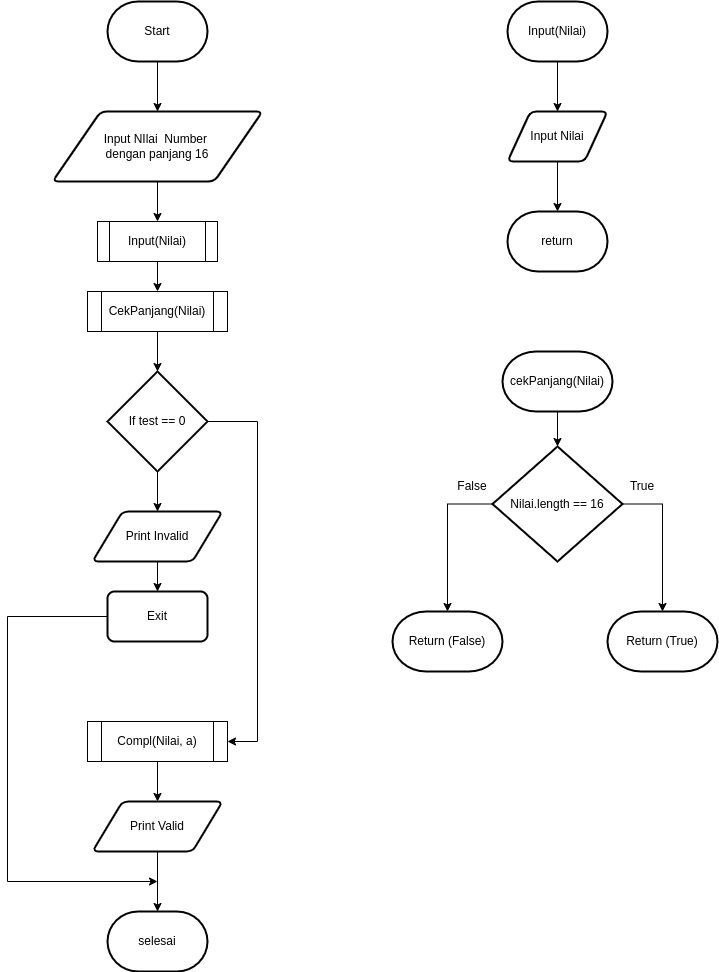 Start
Input NIlai Number
dengan panjang 16
Input(Nilai)
CekPanjang(Nilai)
If test == 0
Print Invalid
Exit
Compl(Nilai, a)
Print Valid
selesai
Input(Nilai)
Input Nilai
return
cekPanjang(Nilai)
False
True
Nilai.length == 16
Return (False)
Return (True)